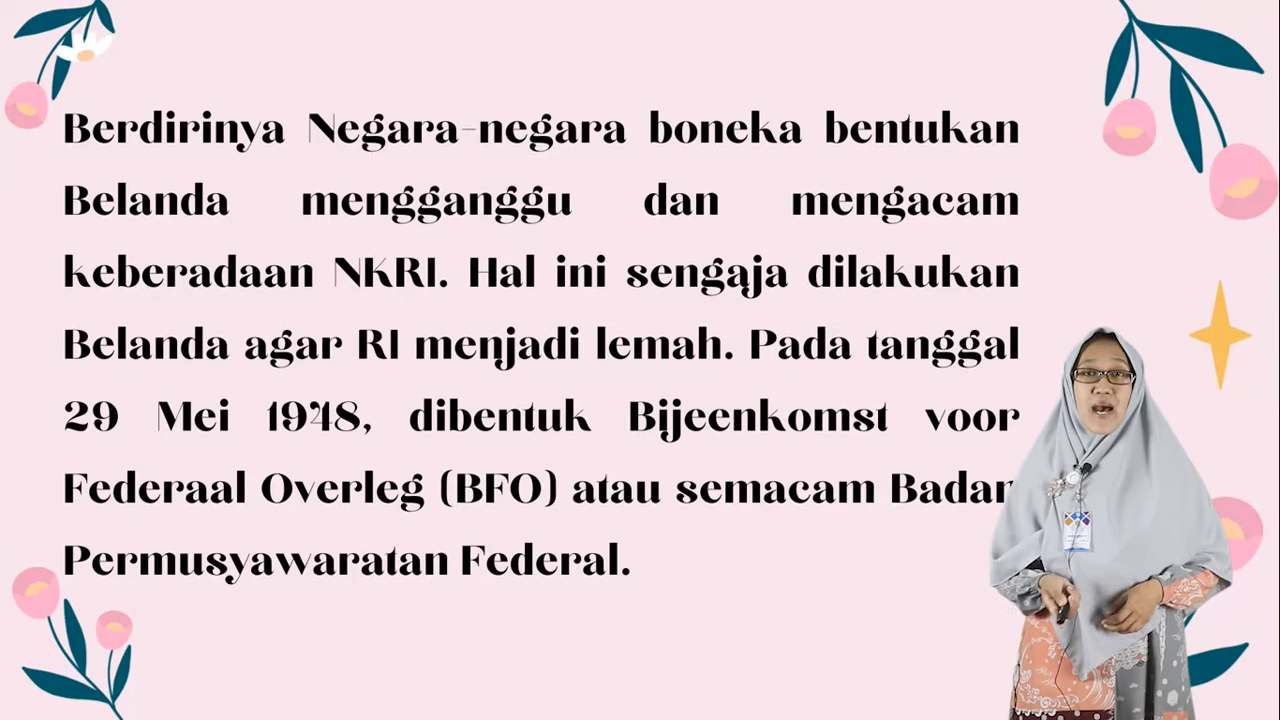 Berdirinya Negara-negara boneka bentukan
Belanda mengganggu dan mengacam
keberadaan NKRI. Hal ini sengaja dilakukan
Belanda agar RI menjadi lemah. Pada tanggal
29 Mei 1948, dibentuk Bijeenkomst voor
Federaal Overleg (BFO) atau semacam Badan
Permusyawaratan Federal.